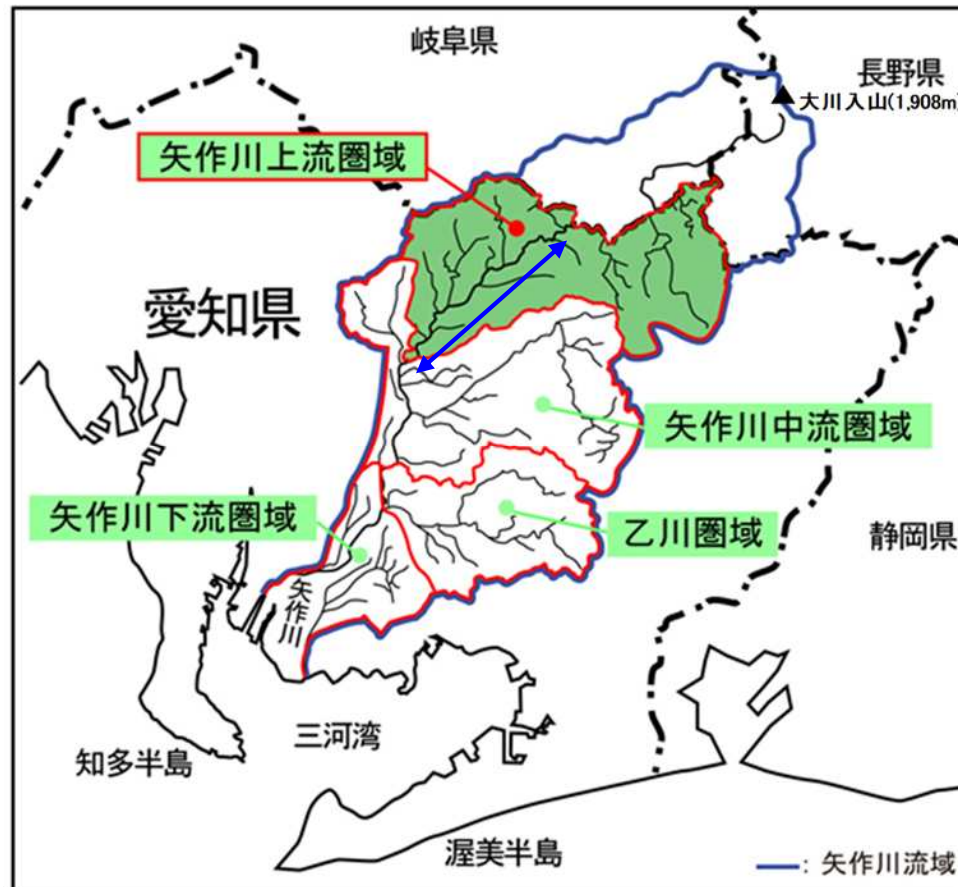 岐阜県
長野県
▲大川入山(1,908m)
矢作川上流圏域
愛知県
矢作川中流圏域
矢作川下流圏域
乙川圏域
静岡県
矢作川
三河湾
知多半島
渥美半島
: 矢作川流域